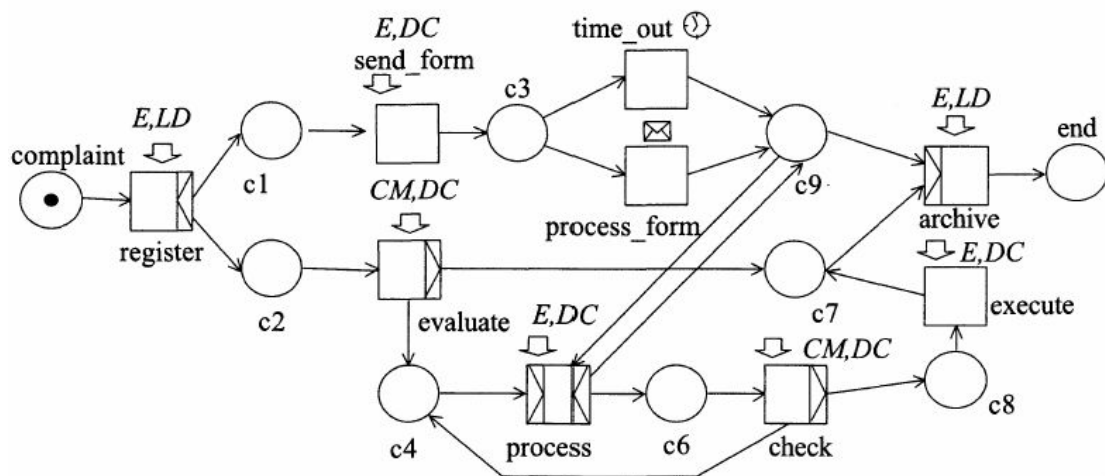 E,DC
send_form
time_out
c3
E,LD
complaint
c1
register
CM,DC
process_form
c9
E,LD
end
archive
c2
evaluate
c7
E,DC
execute
E,DC
CM,DC
c4
process
c6
check
c8